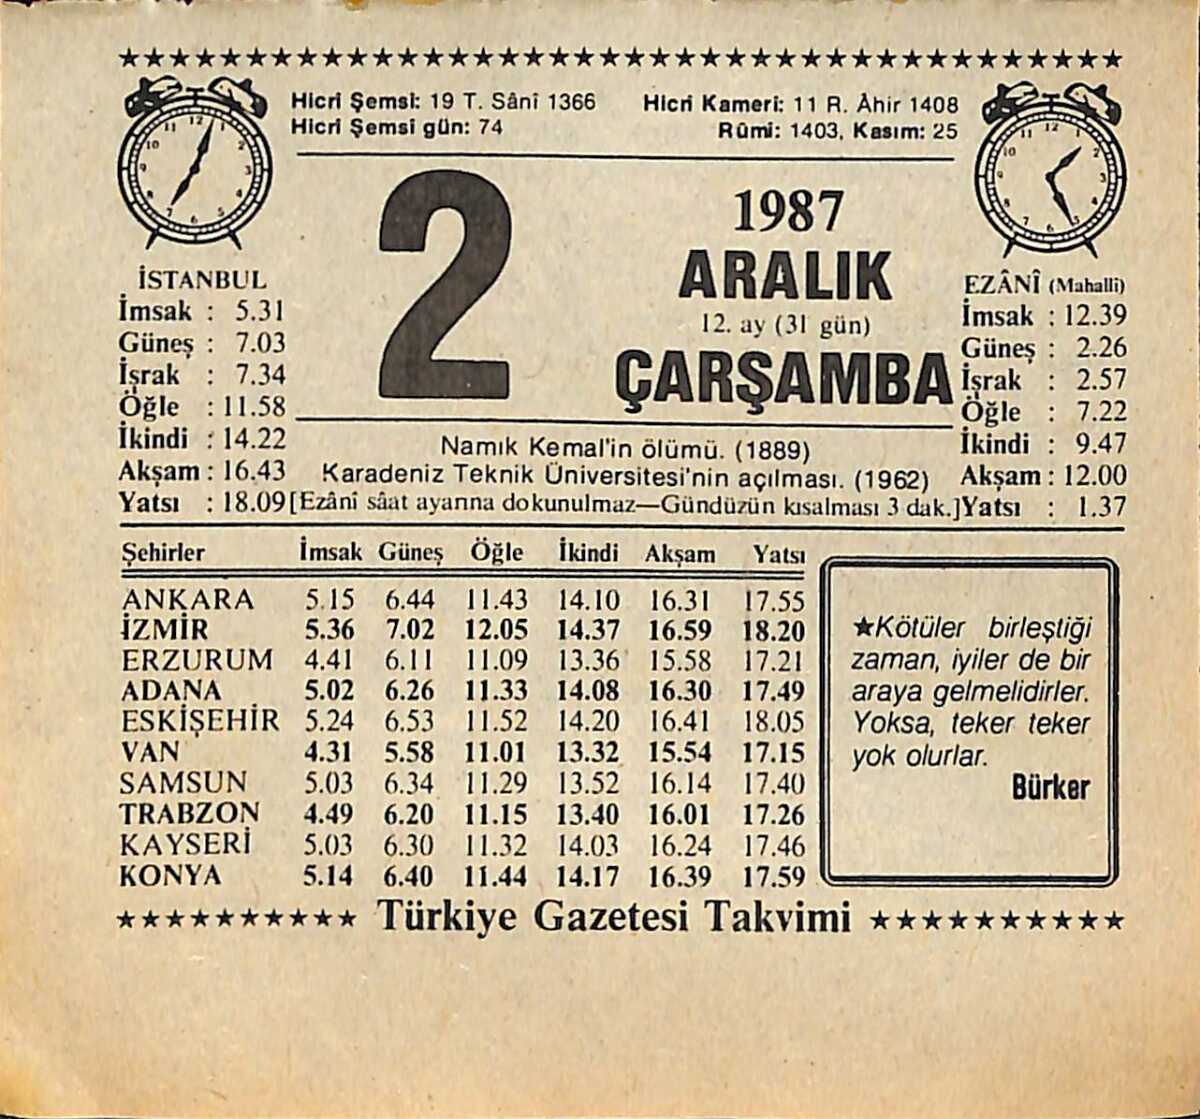 Hicri Şemsi: 19 T. Sâni 1366 Hicri Kameri: 11 R. Âhir 1408
Hicri Şemsi gün: 74 Rûmi: 1403, Kasım: 25
2
1987
ARALIK
12. ay (31 gün)
ÇARŞAMBA
İSTANBUL
İmsak : 5.31
Güneş : 7.03
İşrak : 7.34
Öğle : 11.58
İkindi : 14.22
Akşam : 16.43
Yatsı : 18.09
EZÂNÎ (Mahalli)
İmsak : 12.39
Güneş : 2.26
İşrak : 2.57
Öğle : 7.22
İkindi : 9.47
Akşam : 12.00
Yatsı : 1.37
Namık Kemal'in ölümü. (1889)
Karadeniz Teknik Üniversitesi'nin açılması. (1962)
[Ezânî sâat ayarına dokunulmaz—Gündüzün kısalması 3 dak.]
Şehirler İmsak Güneş Öğle İkindi Akşam Yatsı
ANKARA 5.15 6.44 11.43 14.10 16.31 17.55
İZMİR 5.36 7.02 12.05 14.37 16.59 18.20
ERZURUM 4.41 6.11 11.09 13.36 15.58 17.21
ADANA 5.02 6.26 11.33 14.08 16.30 17.49
ESKİŞEHİR 5.24 6.53 11.52 14.20 16.41 18.05
VAN 4.31 5.58 11.01 13.32 15.54 17.15
SAMSUN 5.03 6.34 11.29 13.52 16.14 17.40
TRABZON 4.49 6.20 11.15 13.40 16.01 17.26
KAYSERİ 5.03 6.30 11.32 14.03 16.24 17.46
KONYA 5.14 6.40 11.44 14.17 16.39 17.59
★Kötüler birleştiği
zaman, iyiler de bir
araya gelmelidirler.
Yoksa, teker teker
yok olurlar.
Bürker
Türkiye Gazetesi Takvimi